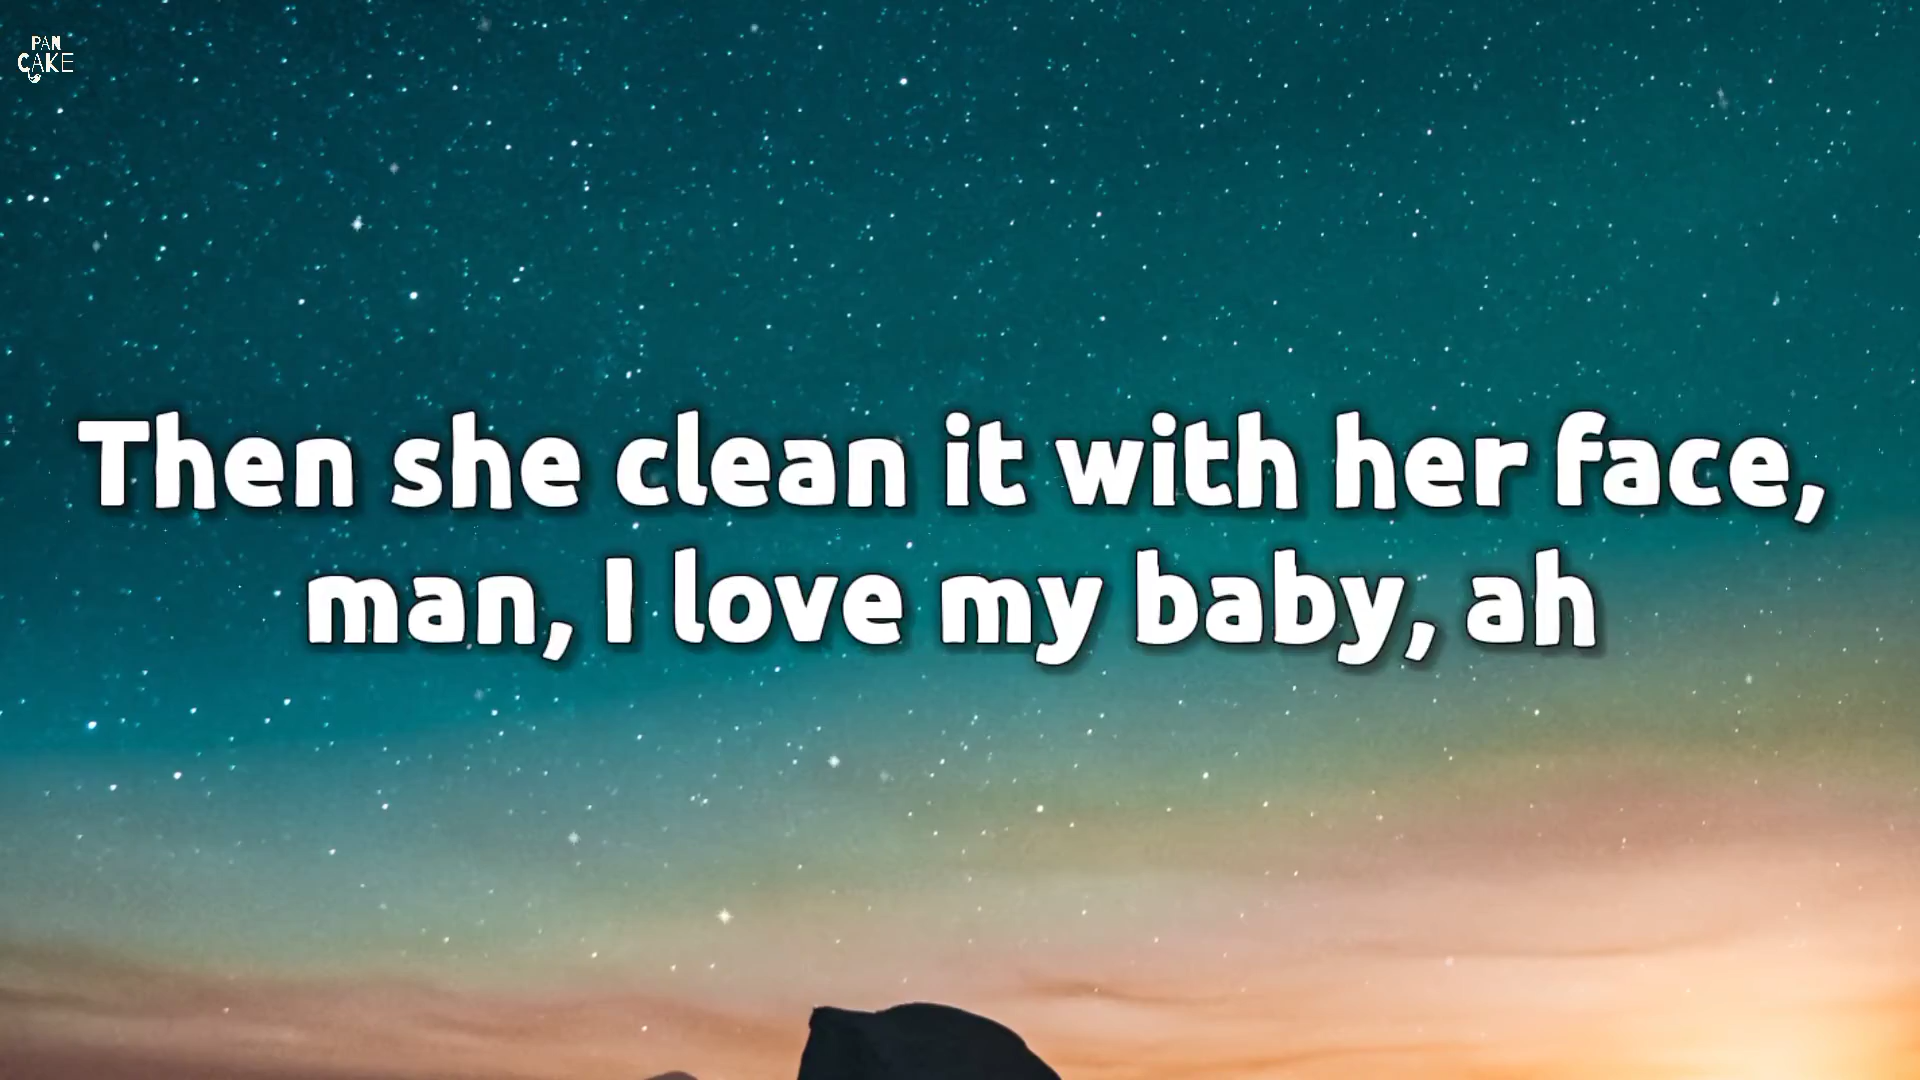 PAN
CAKE
Then she clean it with her face,
man, I love my baby, ah